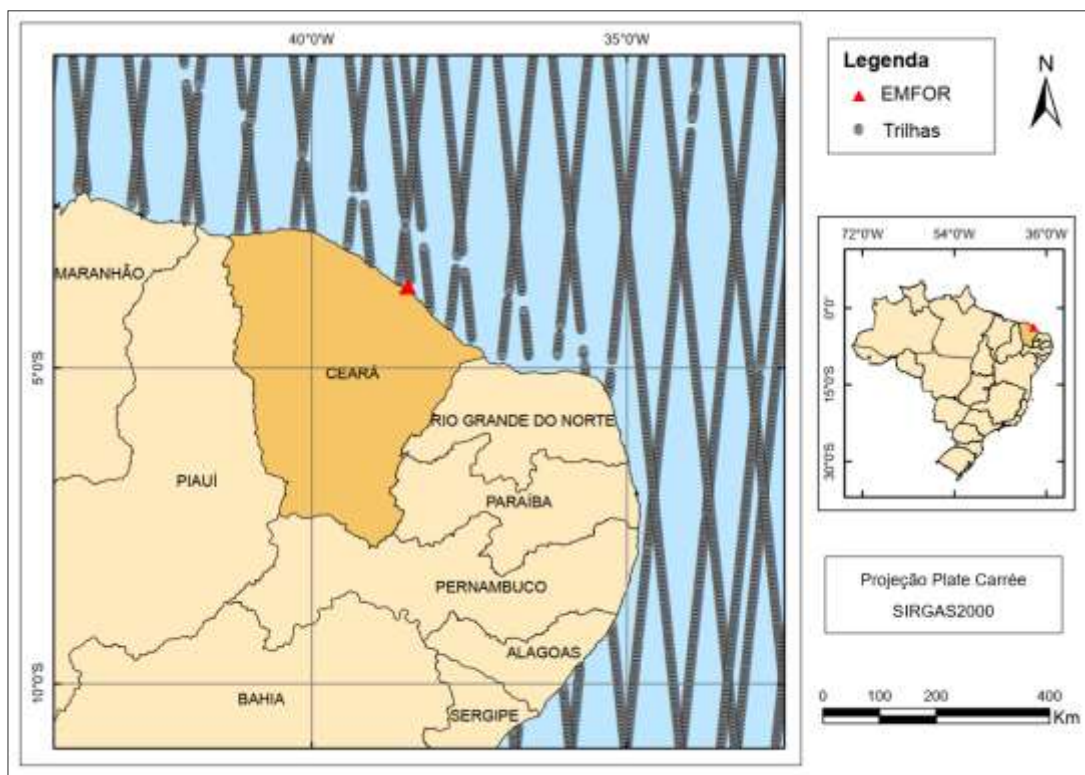 40°0'W
35°0'W
5°0'S
10°0'S
MARANHÃO
CEARÁ
RIO GRANDE DO NORTE
PIAUÍ
PARAÍBA
PERNAMBUCO
ALAGOAS
BAHIA
SERGIPE
Legenda
EMFOR
Trilhas
N
72°0'W
54°0'W
36°0'W
0°0'
15°0'S
30°0'S
Projeção Plate Carrée
SIRGAS2000
0 100 200 400
Km